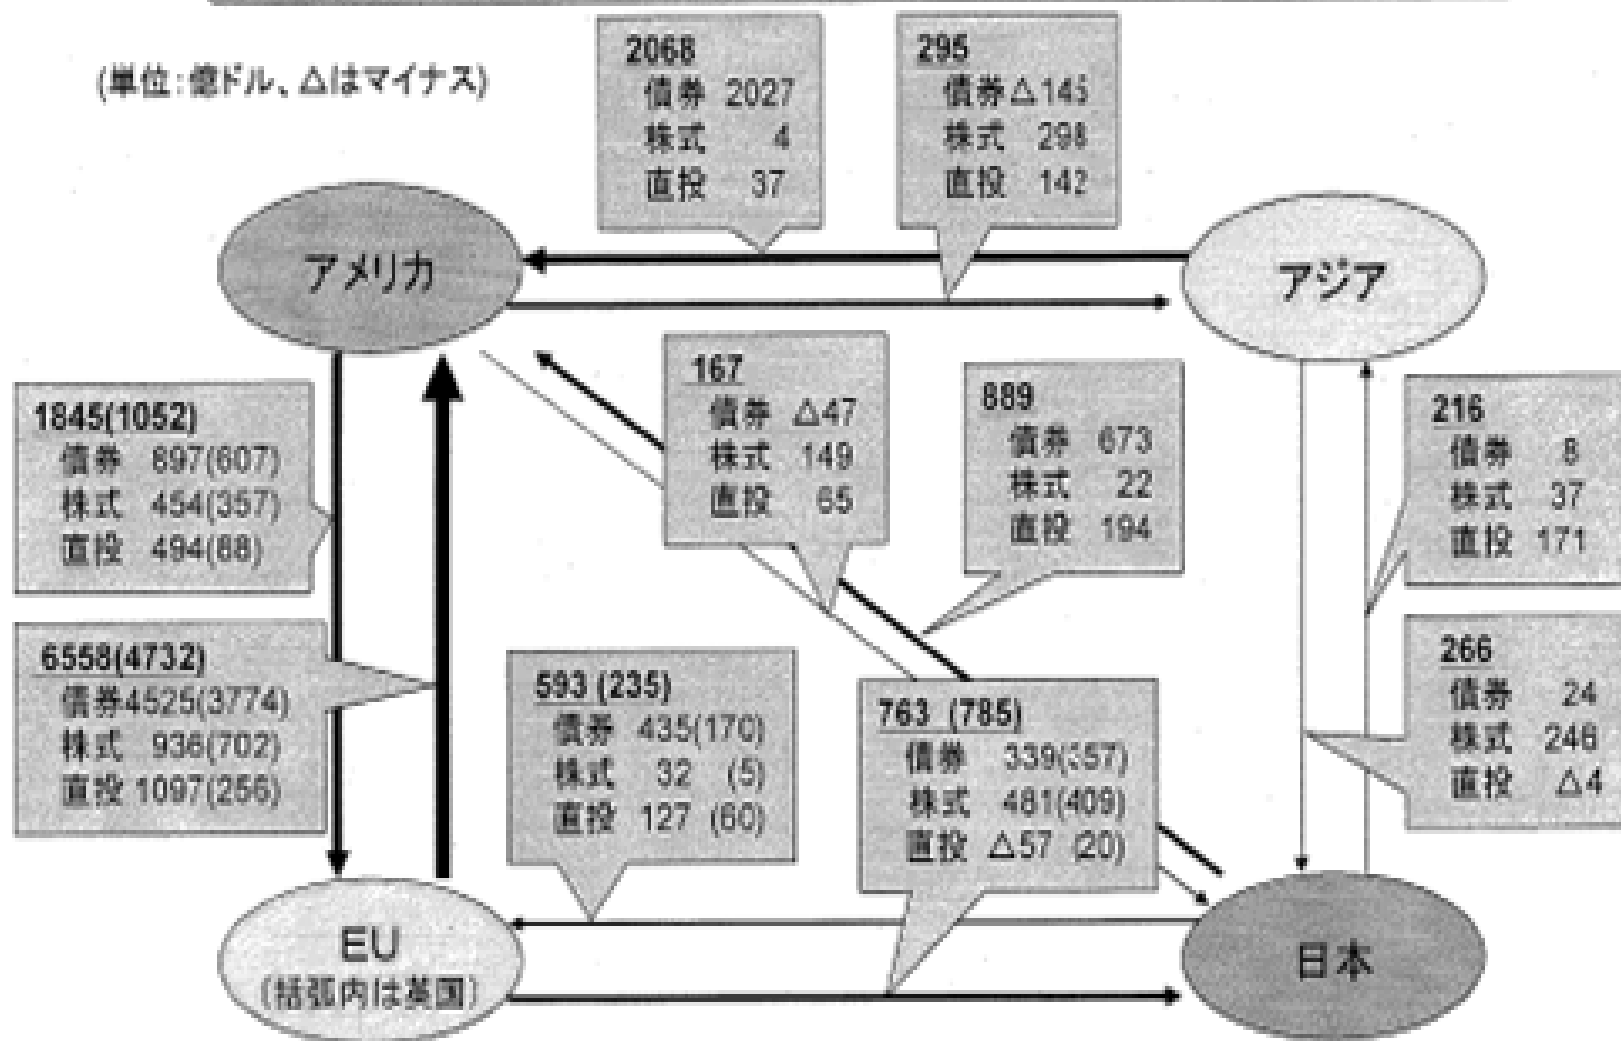 (単位:億ドル、△はマイナス)
2068
債券 2027
株式 4
直投 37
295
債券△145
株式 298
直投 142
アメリカ
アジア
167
債券 △47
株式 149
直投 65
889
債券 673
株式 22
直投 194
1845(1052)
債券 897(607)
株式 454(357)
直投 494(88)
216
債券 8
株式 37
直投 171
6558(4732)
債券4525(3774)
株式 936(702)
直投 1097(256)
593 (235)
債券 435(170)
株式 32 (5)
直投 127 (60)
763 (785)
債券 339(357)
株式 481(409)
直投 △57 (20)
266
債券 24
株式 246
直投 △4
EU
(括弧内は英国)
日本